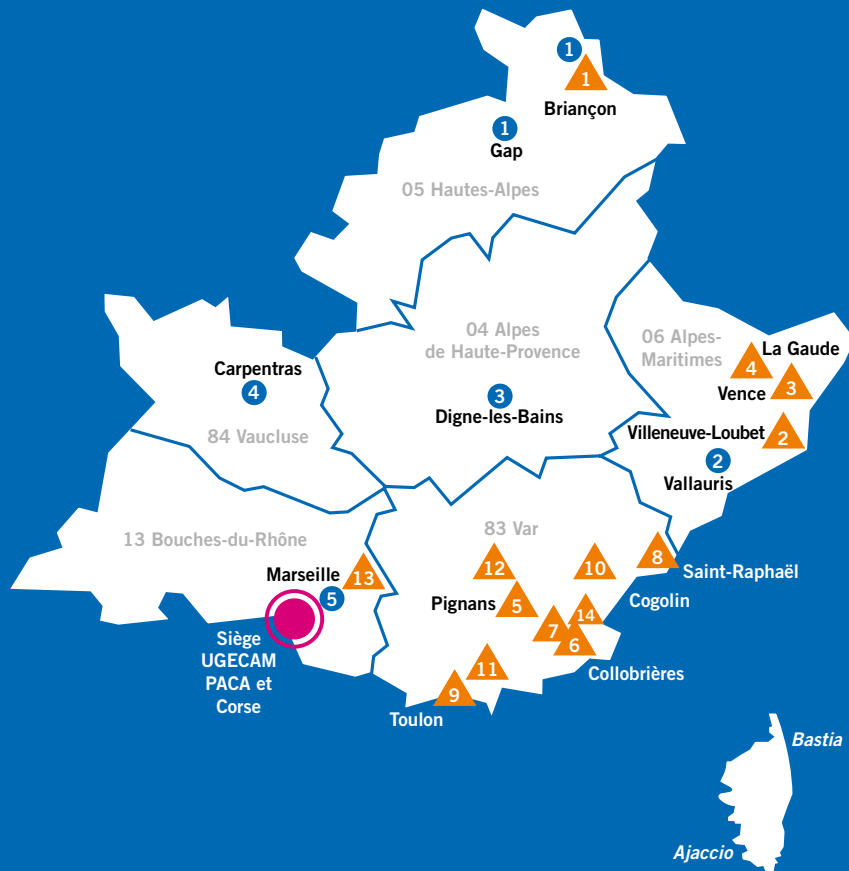 1
1
Briançon
1
Gap
05 Hautes-Alpes
04 Alpes
de Haute-Provence
06 Alpes-
Maritimes
La Gaude
4
Vence
3
Carpentras
4
3
Digne-les-Bains
84 Vaucluse
Villeneuve-Loubet
2
2
Vallauris
13 Bouches-du-Rhône
83 Var
Marseille
13
5
12
10
8
Saint-Raphaël
Pignans
5
Cogolin
14
7
6
Siège
UGECAM
PACA et
Corse
11
Collobrières
9
Toulon
Bastia
Ajaccio